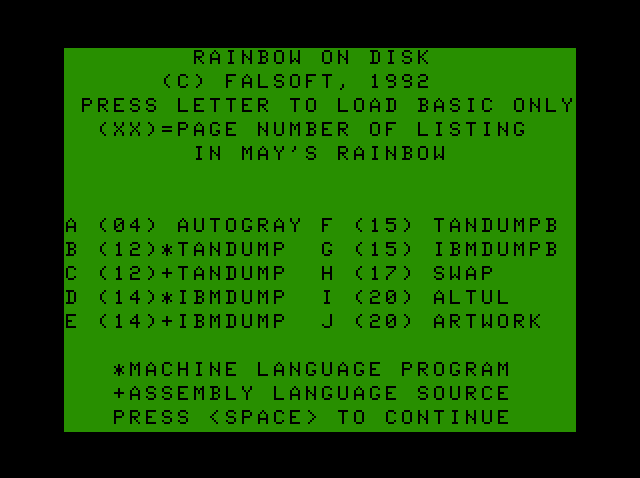 RAINBOW ON DISK
(C) FALSOFT, 1992
PRESS LETTER TO LOAD BASIC ONLY
(XX)=PAGE NUMBER OF LISTING
IN MAY'S RAINBOW
A (04) AUTOGRAY F (15) TANDUMPB
B (12)*TANDUMP G (15) IBMDUMPB
C (12)+TANDUMP H (17) SWAP
D (14)*IBMDUMP I (20) ALTUL
E (14)+IBMDUMP J (20) ARTWORK
*MACHINE LANGUAGE PROGRAM
+ASSEMBLY LANGUAGE SOURCE
PRESS <SPACE> TO CONTINUE